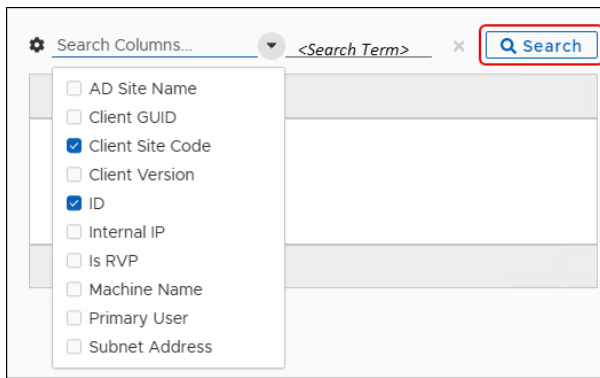 Search Columns... <Search Term> × Search
AD Site Name
Client GUID
Client Site Code
Client Version
ID
Internal IP
Is RVP
Machine Name
Primary User
Subnet Address